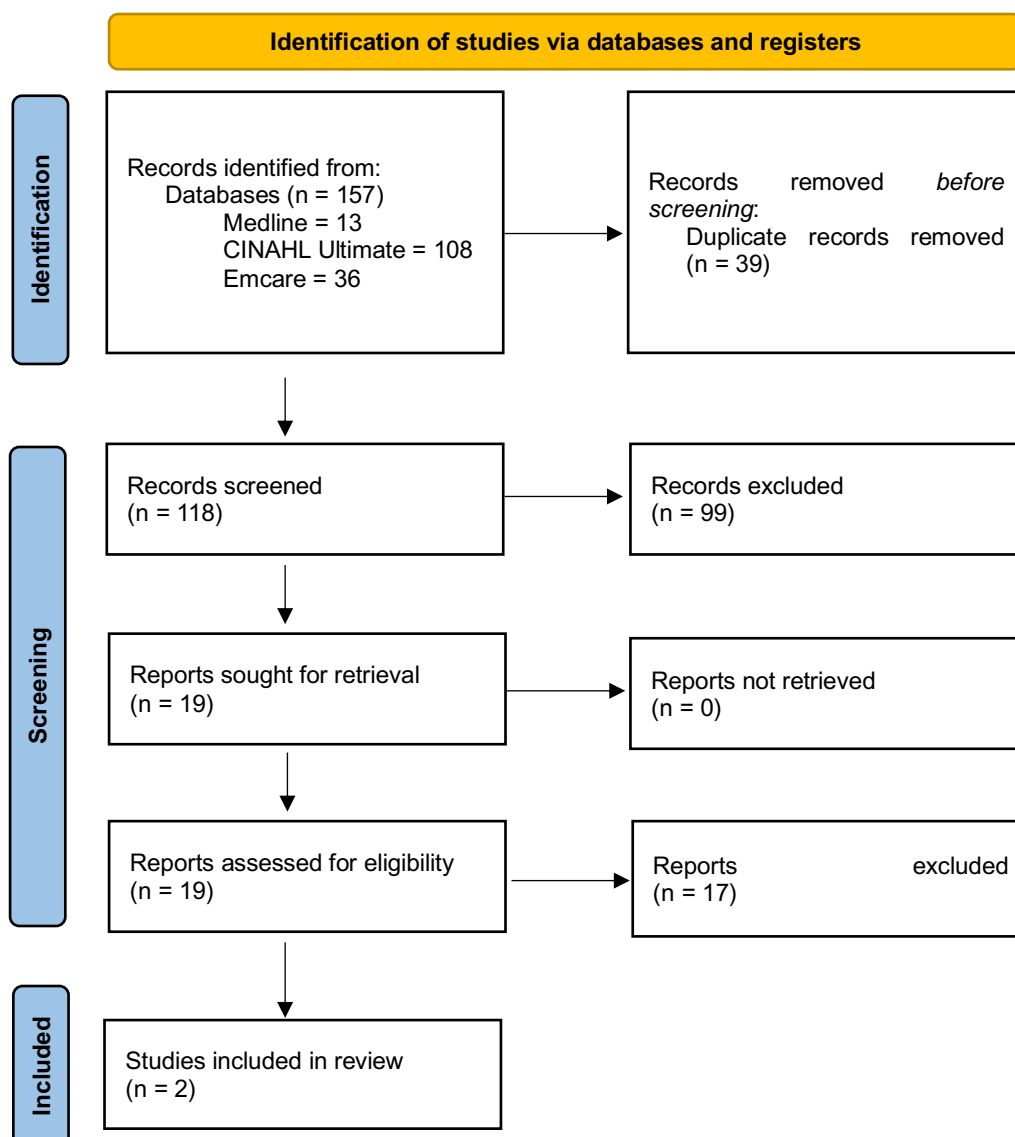 Identification of studies via databases and registers
Identification
Records identified from:
Databases (n = 157)
Medline = 13
CINAHL Ultimate = 108
Emcare = 36
Records removed before
screening:
Duplicate records removed
(n = 39)
Screening
Records screened
(n = 118)
Records excluded
(n = 99)
Reports sought for retrieval
(n = 19)
Reports not retrieved
(n = 0)
Reports assessed for eligibility
(n = 19)
Reports excluded
(n = 17)
Included
Studies included in review
(n = 2)